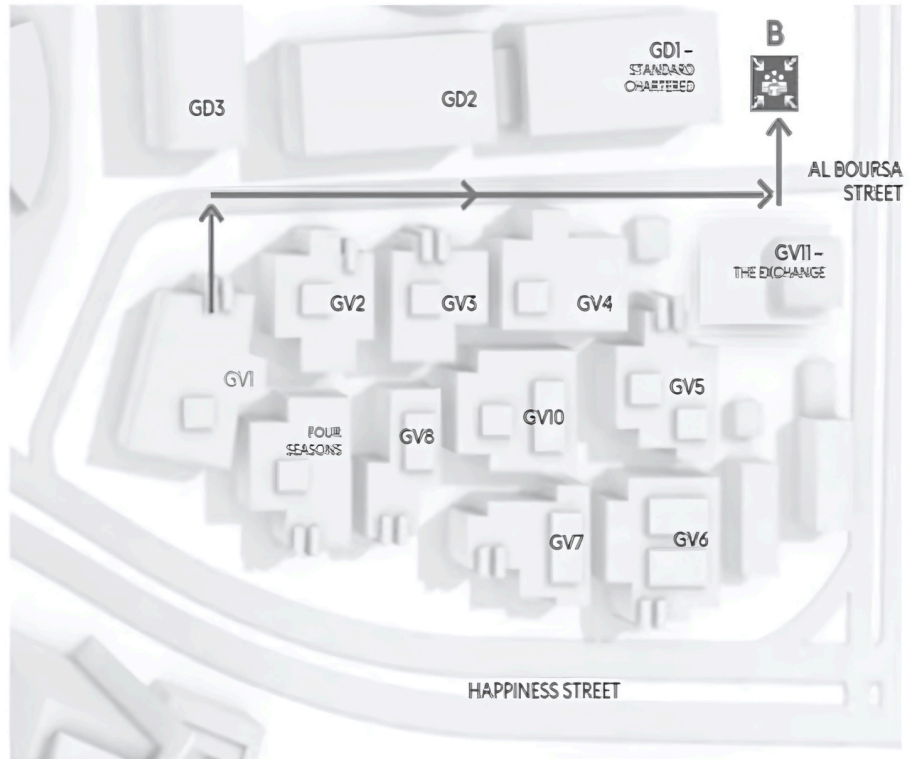 B
GD1 –
STANDARD
CHARTERED
GD2
GD3
AL BOURSA
STREET
GV11 –
THE EXCHANGE
GV2
GV3
GV4
GV1
GV5
FOUR
SEASONS
GV8
GV10
GV7
GV6
HAPPINESS STREET